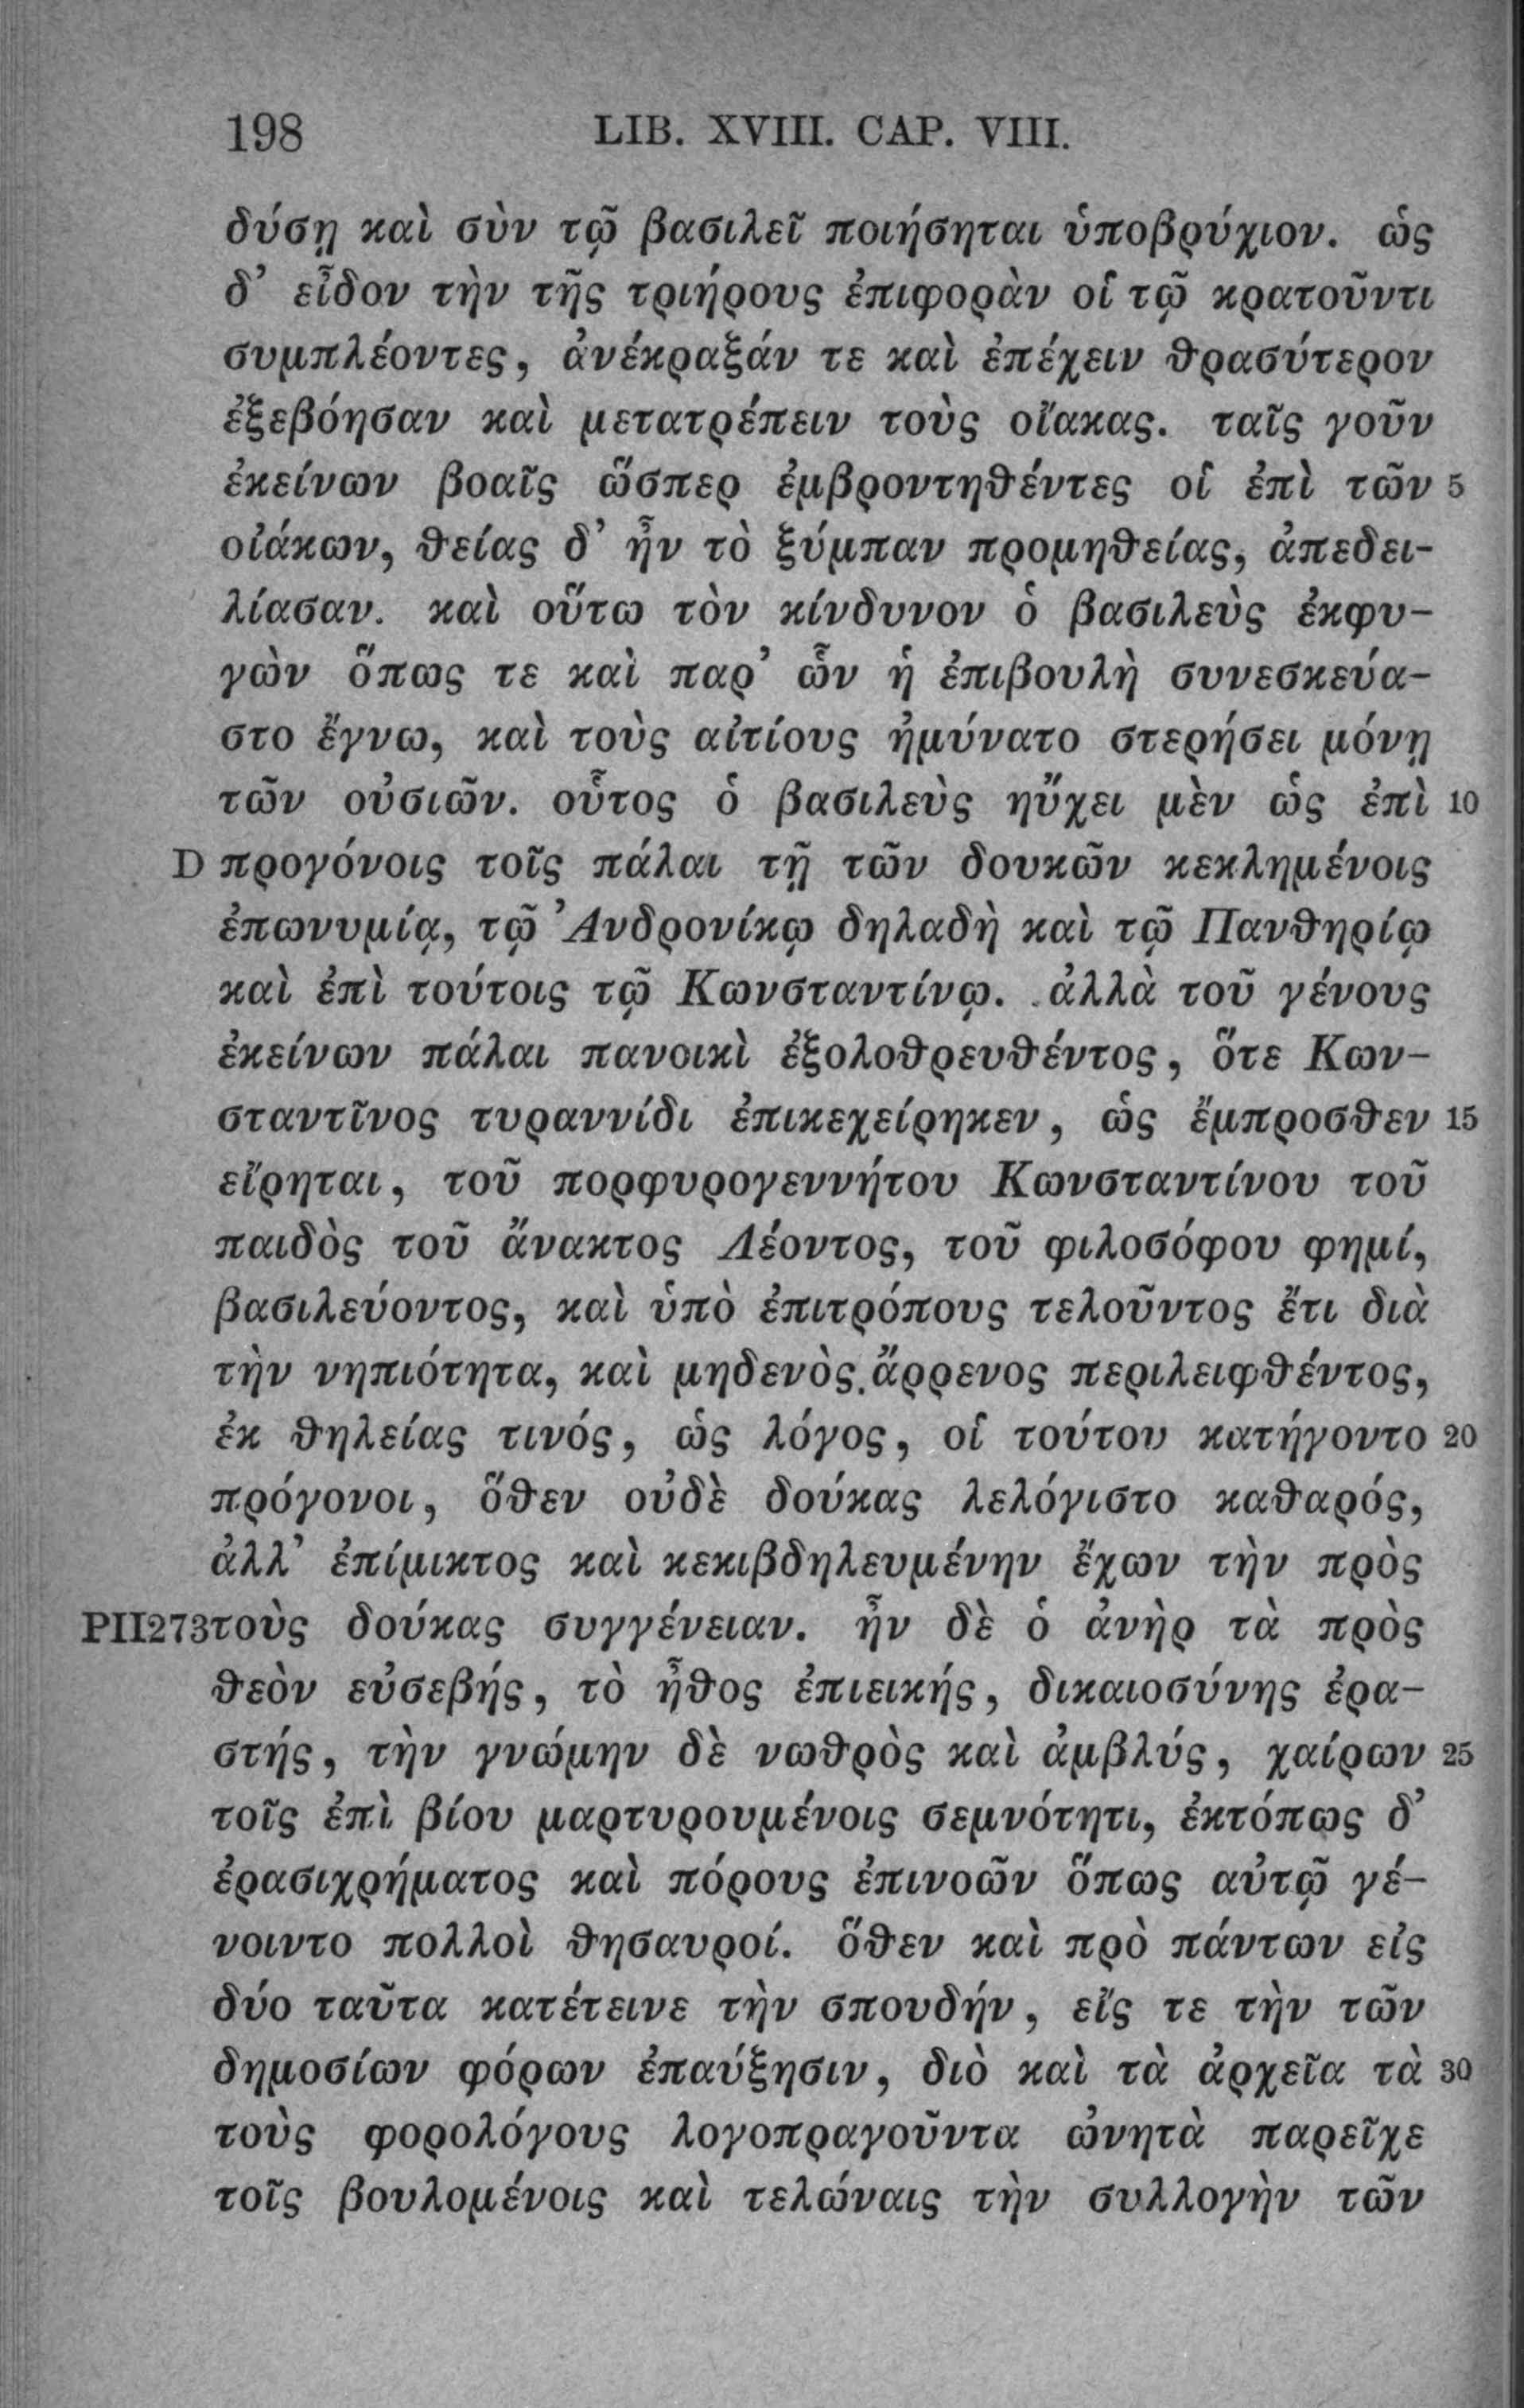 198 LIB. XVIII. CAP. VIII.
δύσῃ καὶ σὺν τῷ βασιλεῖ ποιήσηται ὑποβρύχιον. ὡς
δ’ εἶδον τὴν τῆς τριήρους ἐπιφορὰν οἱ τῷ κρατοῦντι
συμπλέοντες, ἀνέκραξάν τε καὶ ἐπέχειν θρασύτερον
ἐξεβόησαν καὶ μετατρέπειν τοὺς οἴακας. ταῖς γοῦν
ἐκείνων βοαῖς ὥσπερ ἐμβροντηθέντες οἱ ἐπὶ τῶν 5
οἰάκων, θείας δ’ ἦν τὸ ξύμπαν προμηθείας, ἀπεδει-
λίασαν. καὶ οὕτω τὸν κίνδυνον ὁ βασιλεὺς ἐκφυ-
γὼν ὅπως τε καὶ παρ’ ὧν ἡ ἐπιβουλὴ συνεσκεύα-
στο ἔγνω, καὶ τοὺς αἰτίους ἠμύνατο στερήσει μόνῃ
τῶν οὐσιῶν. οὗτος ὁ βασιλεὺς ηὔχει μὲν ὡς ἐπὶ 10
D προγόνοις τοῖς πάλαι τῇ τῶν δουκῶν κεκλημένοις
ἐπωνυμίᾳ, τῷ Ἀνδρονίκῳ δηλαδὴ καὶ τῷ Πανθηρίῳ
καὶ ἐπὶ τούτοις τῷ Κωνσταντίνῳ. ἀλλὰ τοῦ γένους
ἐκείνων πάλαι πανοικὶ ἐξολοθρευθέντος, ὅτε Κων-
σταντῖνος τυραννίδι ἐπικεχείρηκεν, ὡς ἔμπροσθεν 15
εἴρηται, τοῦ πορφυρογεννήτου Κωνσταντίνου τοῦ
παιδὸς τοῦ ἄνακτος Λέοντος, τοῦ φιλοσόφου φημί,
βασιλεύοντος, καὶ ὑπὸ ἐπιτρόπους τελοῦντος ἔτι διὰ
τὴν νηπιότητα, καὶ μηδενὸς ἄρρενος περιλειφθέντος,
ἐκ θηλείας τινός, ὡς λόγος, οἱ τούτου κατήγοντο 20
πρόγονοι, ὅθεν οὐδὲ δούκας λελόγιστο καθαρός,
ἀλλ’ ἐπίμικτος καὶ κεκιβδηλευμένην ἔχων τὴν πρὸς
PII273 τοὺς δούκας συγγένειαν. ἦν δὲ ὁ ἀνὴρ τὰ πρὸς
θεὸν εὐσεβής, τὸ ἦθος ἐπιεικής, δικαιοσύνης ἐρα-
στής, τὴν γνώμην δὲ νωθρὸς καὶ ἀμβλύς, χαίρων 25
τοῖς ἐπὶ βίου μαρτυρουμένοις σεμνότητι, ἐκτόπως δ’
ἐρασιχρήματος καὶ πόρους ἐπινοῶν ὅπως αὐτῷ γέ-
νοιντο πολλοὶ θησαυροί. ὅθεν καὶ πρὸ πάντων εἰς
δύο ταῦτα κατέτεινε τὴν σπουδήν, εἴς τε τὴν τῶν
δημοσίων φόρων ἐπαύξησιν, διὸ καὶ τὰ ἀρχεῖα τὰ 30
τοὺς φορολόγους λογοπραγοῦντα ὠνητὰ παρεῖχε
τοῖς βουλομένοις καὶ τελώναις τὴν συλλογὴν τῶν